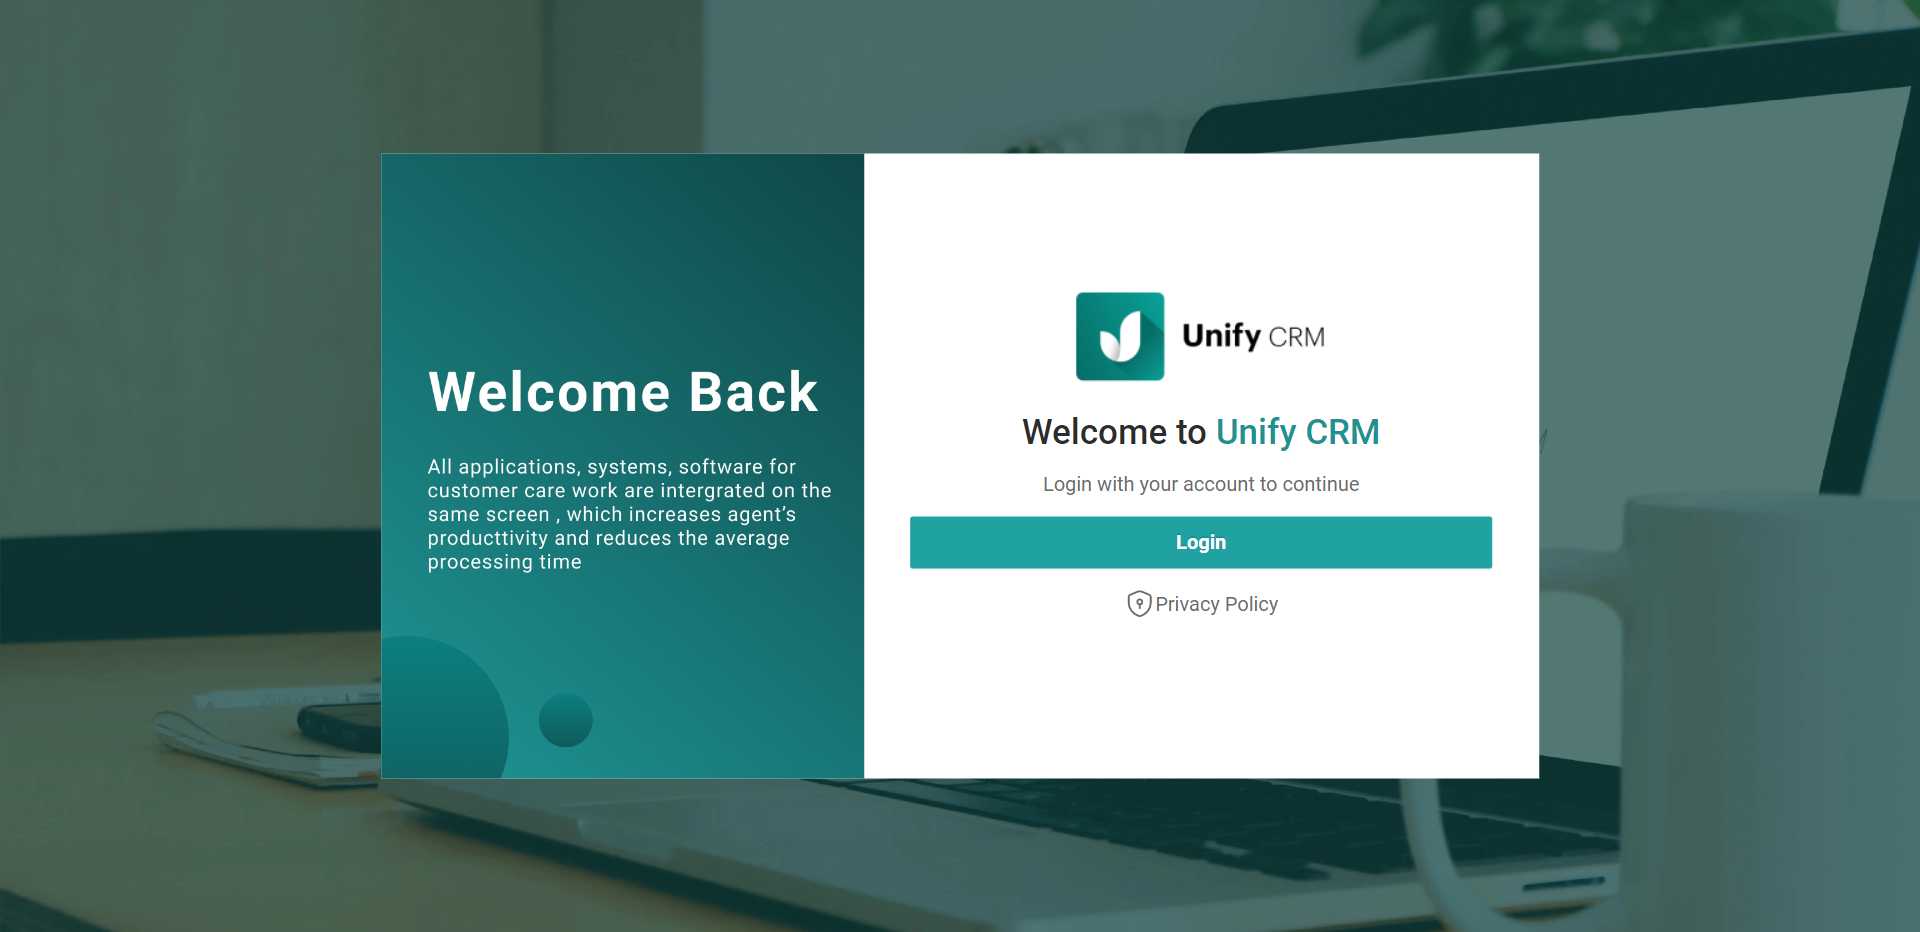 Welcome Back
All applications, systems, software for
customer care work are intergrated on the
same screen , which increases agent’s
producttivity and reduces the average
processing time
Unify CRM
Welcome to Unify CRM
Login with your account to continue
Login
Privacy Policy